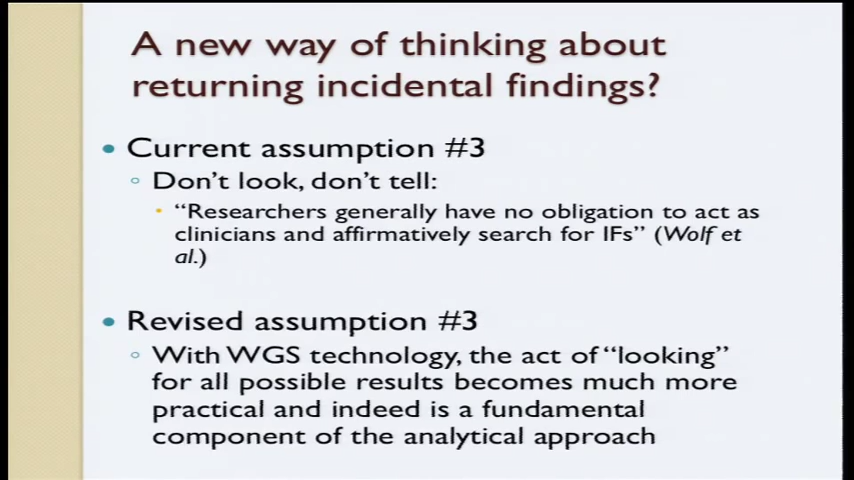 A new way of thinking about
returning incidental findings?
• Current assumption #3
◦ Don't look, don't tell:
• "Researchers generally have no obligation to act as
clinicians and affirmatively search for IFs" (Wolf et
al.)
• Revised assumption #3
◦ With WGS technology, the act of "looking"
for all possible results becomes much more
practical and indeed is a fundamental
component of the analytical approach